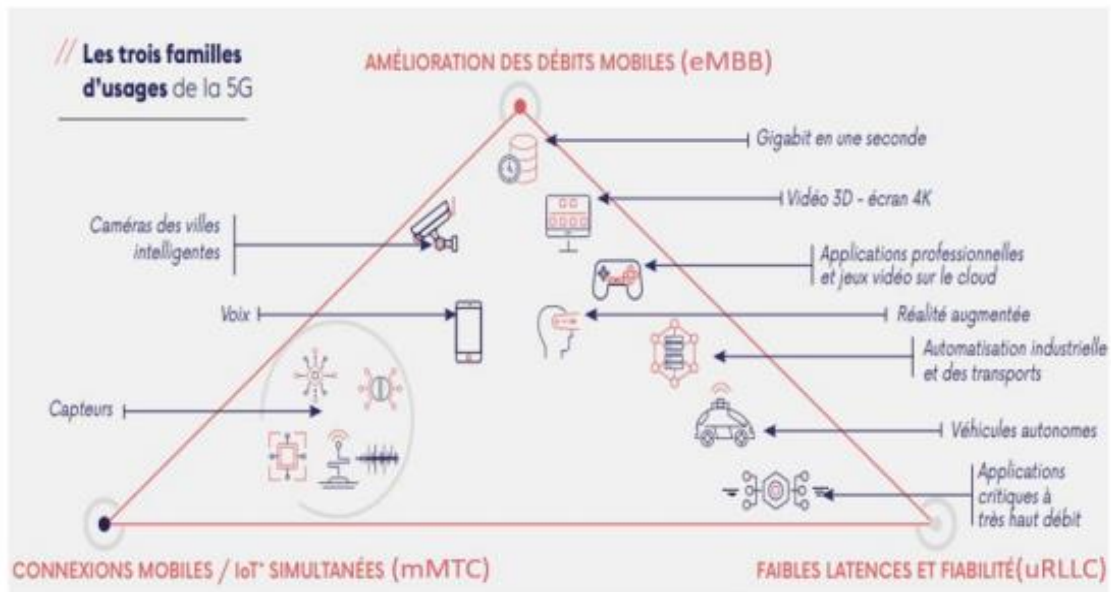 // Les trois familles
d'usages de la 5G
AMÉLIORATION DES DÉBITS MOBILES (eMBB)
Gigabit en une seconde
Vidéo 3D - écran 4K
Caméras des villes
intelligentes
Applications professionnelles
et jeux vidéo sur le cloud
Voix
Réalité augmentée
Automatisation industrielle
et des transports
Capteurs
Véhicules autonomes
Applications
critiques à
très haut débit
CONNEXIONS MOBILES / IoT* SIMULTANÉES (mMTC)
FAIBLES LATENCES ET FIABILITÉ(uRLLC)